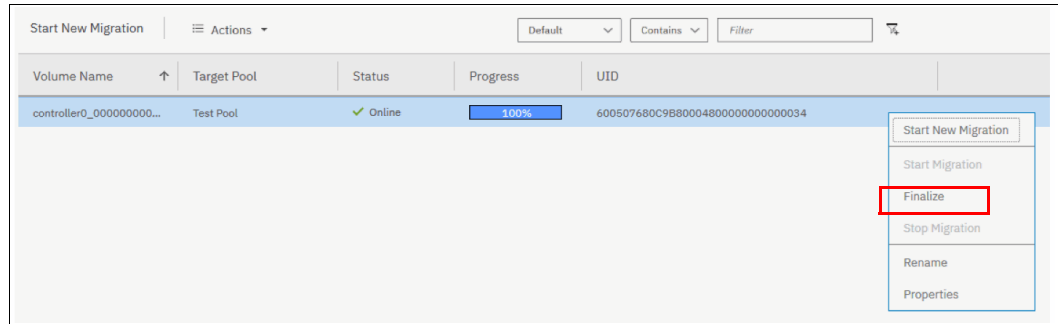 Start New Migration Actions Default Contains Filter
Volume Name Target Pool Status Progress UID
controller0_000000000... Test Pool Online 100% 600507680C9B80004800000000000034
Start New Migration
Start Migration
Finalize
Stop Migration
Rename
Properties